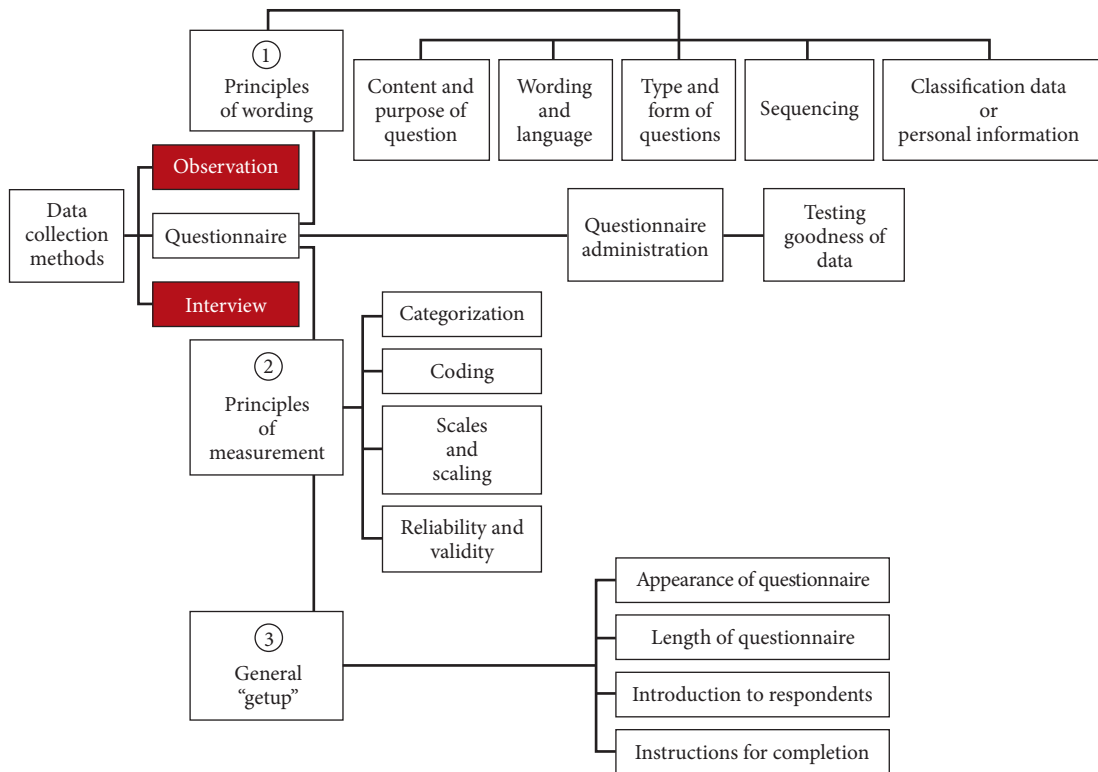 1
Principles
of wording
Content and
purpose of
question
Wording
and
language
Type and
form of
questions
Sequencing
Classification data
or
personal information
Observation
Data
collection
methods
Questionnaire
Questionnaire
administration
Testing
goodness of
data
Interview
2
Principles
of
measurement
Categorization
Coding
Scales
and
scaling
Reliability and
validity
3
General
“getup”
Appearance of questionnaire
Length of questionnaire
Introduction to respondents
Instructions for completion